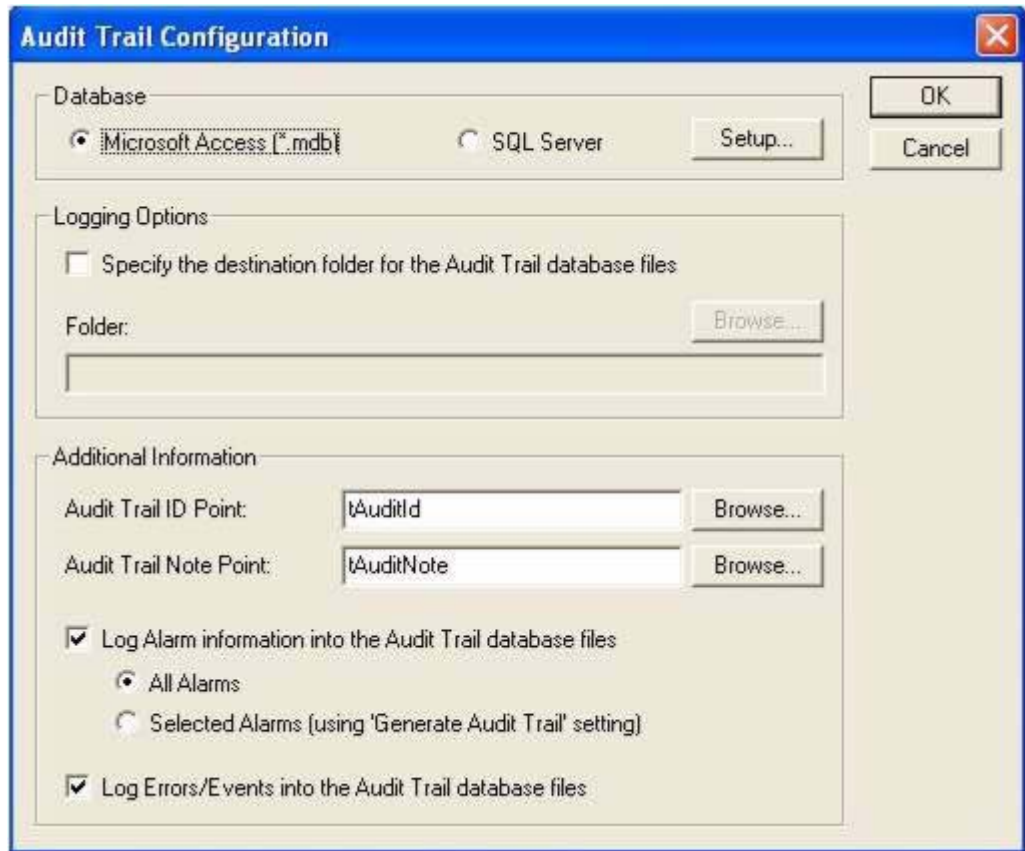 Audit Trail Configuration
Database
Microsoft Access (*.mdb)
SQL Server
Setup...
OK
Cancel
Logging Options
Specify the destination folder for the Audit Trail database files
Folder:
Browse...
Additional Information
Audit Trail ID Point:
tAuditId
Browse...
Audit Trail Note Point:
tAuditNote
Browse...
Log Alarm information into the Audit Trail database files
All Alarms
Selected Alarms (using 'Generate Audit Trail' setting)
Log Errors/Events into the Audit Trail database files